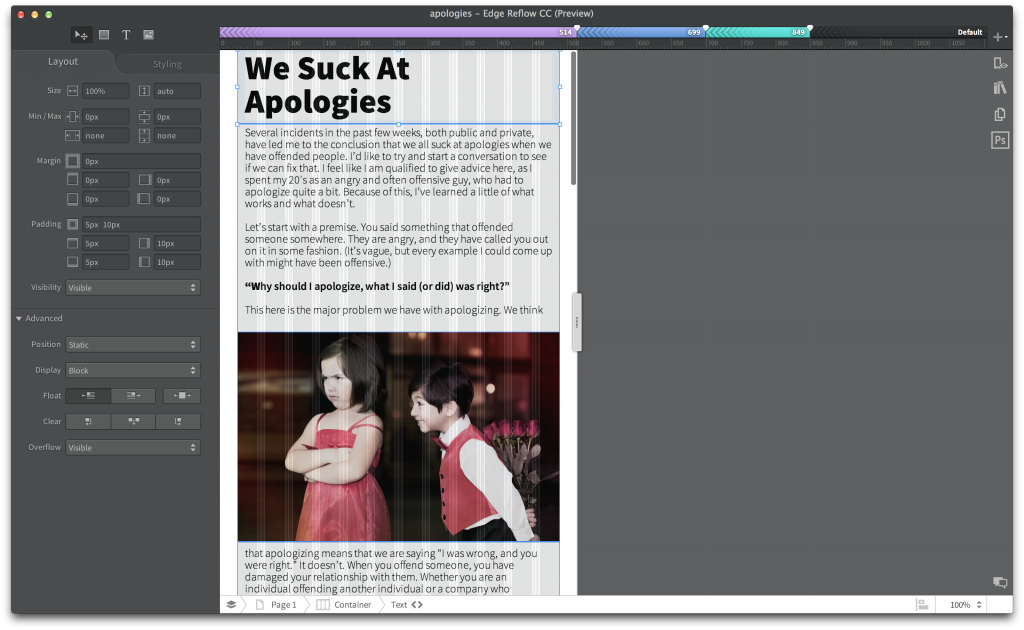 apologies – Edge Reflow CC (Preview)
T
514
699
849
Default
0 50 100 150 200 250 300 350 400 450 500 550 600 650 700 750 800 850 900 950 1000 1050
Layout
Styling
Size 100% auto
Min / Max 0px 0px
none none
Margin 0px
0px 0px
0px 0px
Padding 5px 10px
5px 10px
5px 10px
Visibility Visible
Advanced
Position Static
Display Block
Float
Clear
Overflow Visible
We Suck At
Apologies
Several incidents in the past few weeks, both public and private,
have led me to the conclusion that we all suck at apologies when we
have offended people. I'd like to try and start a conversation to see
if we can fix that. I feel like I am qualified to give advice here, as I
spent my 20's as an angry and often offensive guy, who had to
apologize quite a bit. Because of this, I've learned a little of what
works and what doesn't.
Let's start with a premise. You said something that offended
someone somewhere. They are angry, and they have called you out
on it in some fashion. (It's vague, but every example I could come up
with might have been offensive.)
“Why should I apologize, what I said (or did) was right?”
This here is the major problem we have with apologizing. We think
that apologizing means that we are saying “I was wrong, and you
were right.” It doesn't. When you offend someone, you have
damaged your relationship with them. Whether you are an
individual offending another individual or a company who
Ps
Page 1 Container Text <> 100%